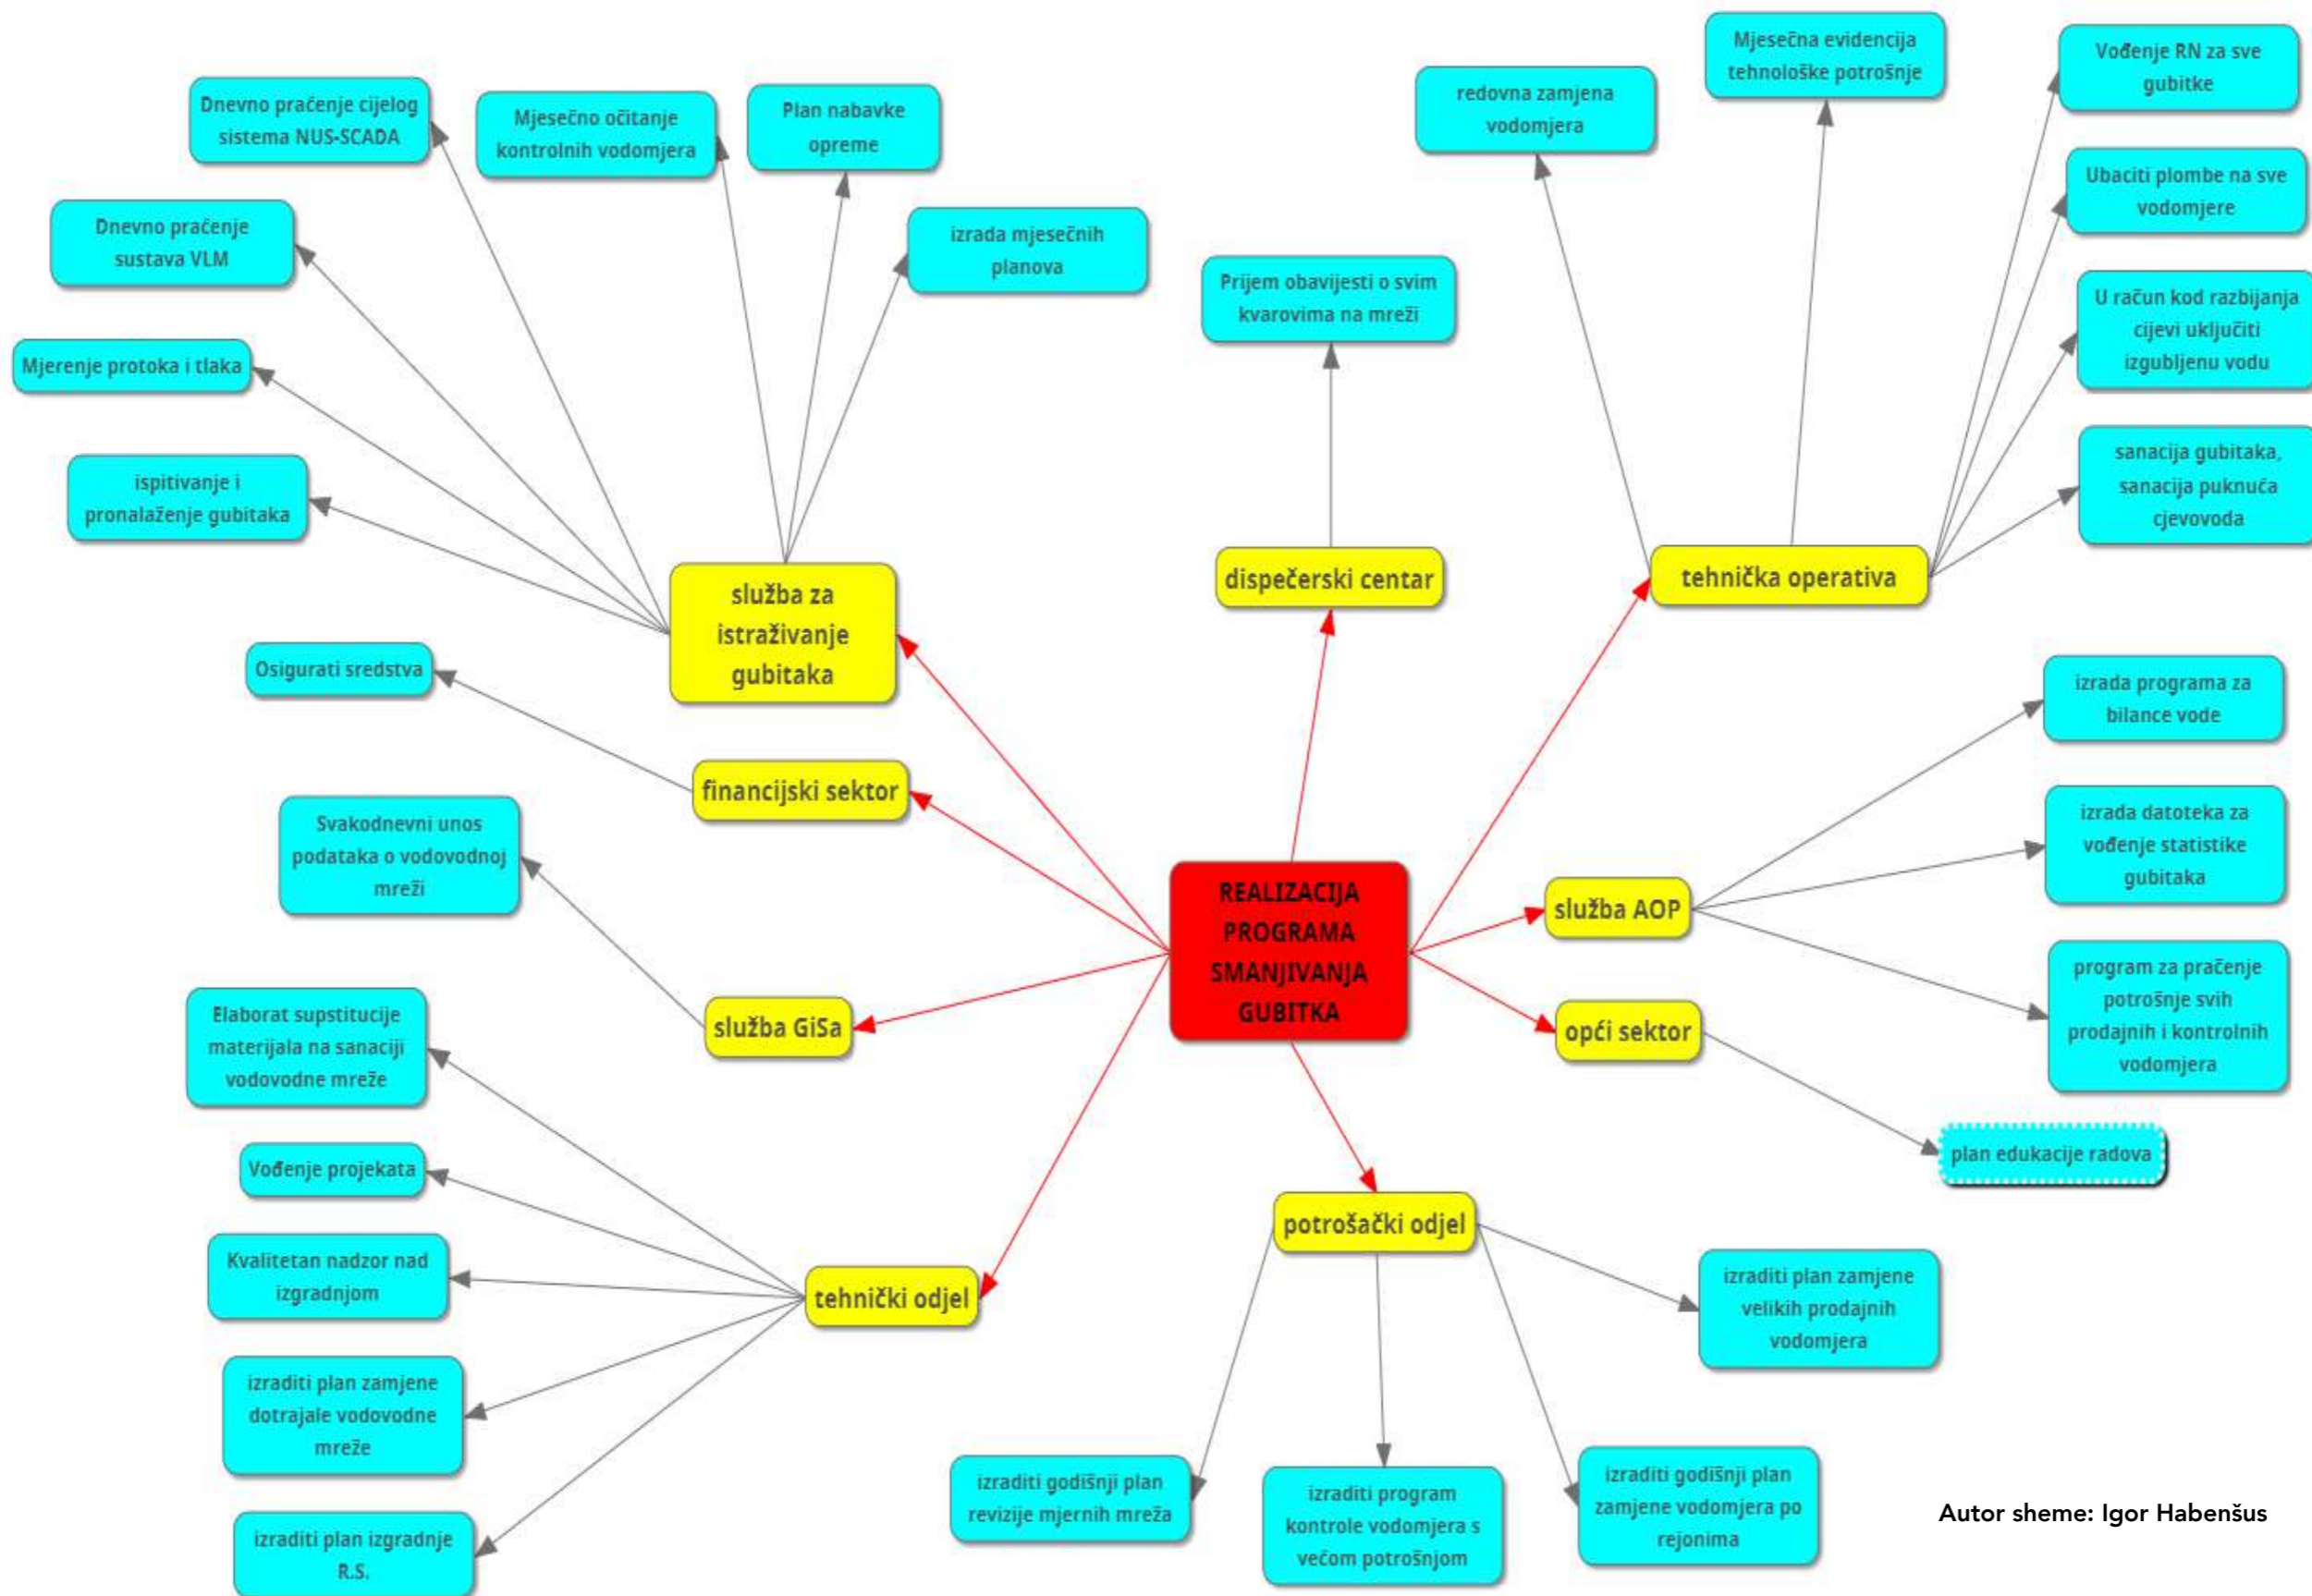 Dnevno praćenje cijelog
sistema NUS-SCADA
Mjesečno očitanje
kontrolnih vodomjera
Plan nabavke
opreme
izrada mjesečnih
planova
Dnevno praćenje
sustava VLM
Mjerenje protoka i tlaka
ispitivanje i
pronalaženje gubitaka
služba za
istraživanje
gubitaka
Prijem obavijesti o svim
kvarovima na mreži
dispečerski centar
redovna zamjena
vodomjera
Mjesečna evidencija
tehnološke potrošnje
Vođenje RN za sve
gubitke
Ubaciti plombe na sve
vodomjere
U račun kod razbijanja
cijevi uključiti
izgubljenu vodu
sanacija gubitaka,
sanacija puknuća
cjevovoda
tehnička operativa
Osigurati sredstva
financijski sektor
Svakodnevni unos
podataka o vodovodnoj
mreži
služba GiSa
REALIZACIJA
PROGRAMA
SMANJIVANJA
GUBITKA
služba AOP
izrada programa za
bilance vode
izrada datoteka za
vođenje statistike
gubitaka
program za pračenje
potrošnje svih
prodajnih i kontrolnih
vodomjera
opći sektor
plan edukacije radova
Elaborat supstitucije
materijala na sanaciji
vodovodne mreže
Vođenje projekata
Kvalitetan nadzor nad
izgradnjom
izraditi plan zamjene
dotrajale vodovodne
mreže
izraditi plan izgradnje
R.S.
tehnički odjel
potrošački odjel
izraditi plan zamjene
velikih prodajnih
vodomjera
izraditi godišnji plan
revizije mjernih mreža
izraditi program
kontrole vodomjera s
većom potrošnjom
izraditi godišnji plan
zamjene vodomjera po
rejonima
Autor sheme: Igor Habenšus